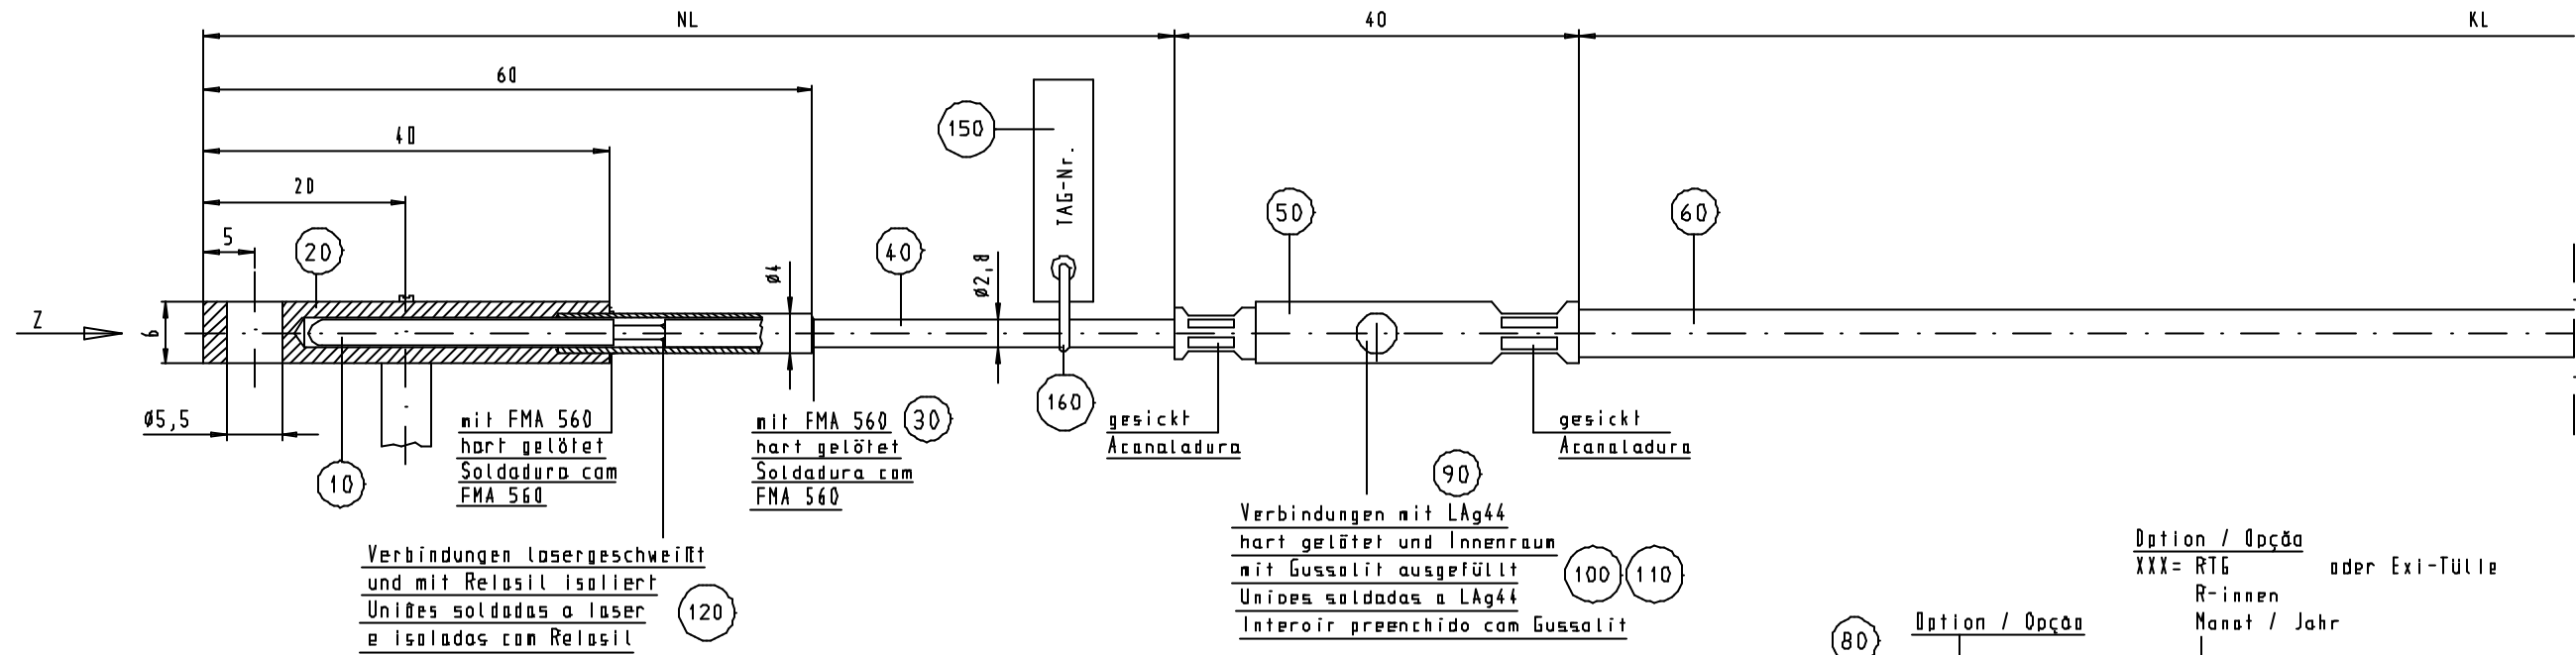 NL
40
KL
60
40
20
5
20
Z
6
Ø5,5
10
mit FMA 560
hart gelötet
Soldadura com
FMA 560
Ø4
mit FMA 560
hart gelötet
Soldadura com
FMA 560
30
40
Ø2,8
150
TAG-Nr.
160
50
60
gesickt
Acanaladura
gesickt
Acanaladura
90
Verbindungen lasergeschweißt
und mit Relasil isoliert
Uniões soldadas a laser
e isoladas com Relasil
120
Verbindungen mit LAg44
hart gelötet und Innenraum
mit Gussolit ausgefüllt
Unioes soldadas a LAg44
Interoir preenchido com Gussolit
100
110
Option / Opção
XXX= RTG oder Exi-Tülle
R-innen
Monat / Jahr
80
Option / Opção